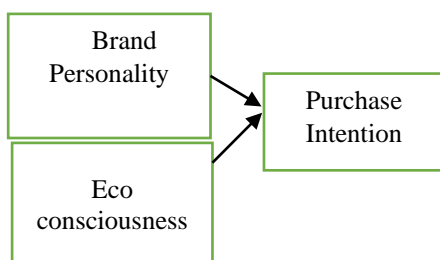 Brand
Personality
Purchase
Intention
Eco
consciousness